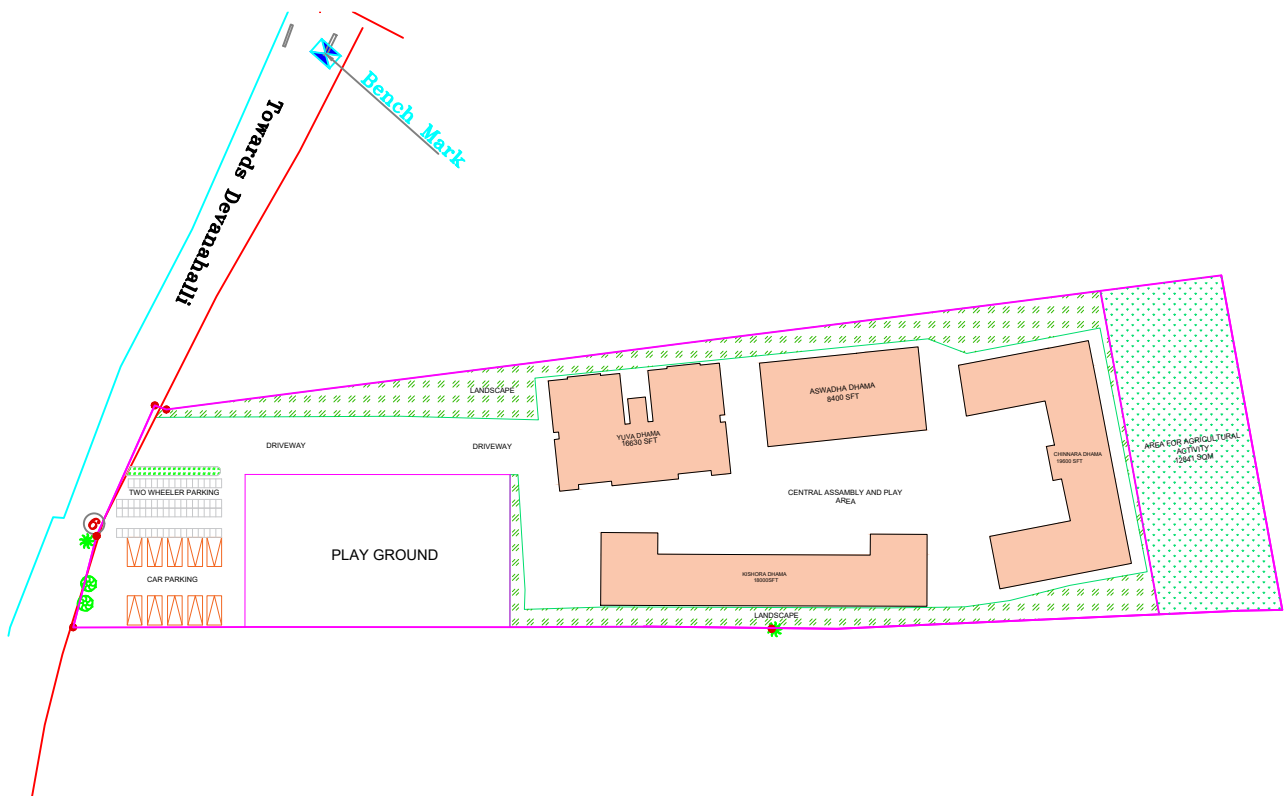 Bench Mark
Towards Devanahalli
LANDSCAPE
ASWADHA DHAMA
8400 SFT
YUVA DHAMA
16630 SFT
DRIVEWAY
DRIVEWAY
AREA FOR AGRICULTURAL
ACTIVITY
12841 SQM
CHINNARA DHAMA
19600 SFT
TWO WHEELER PARKING
CENTRAL ASSAMBLY AND PLAY
AREA
6
PLAY GROUND
CAR PARKING
KISHORA DHAMA
18000SFT
LANDSCAPE